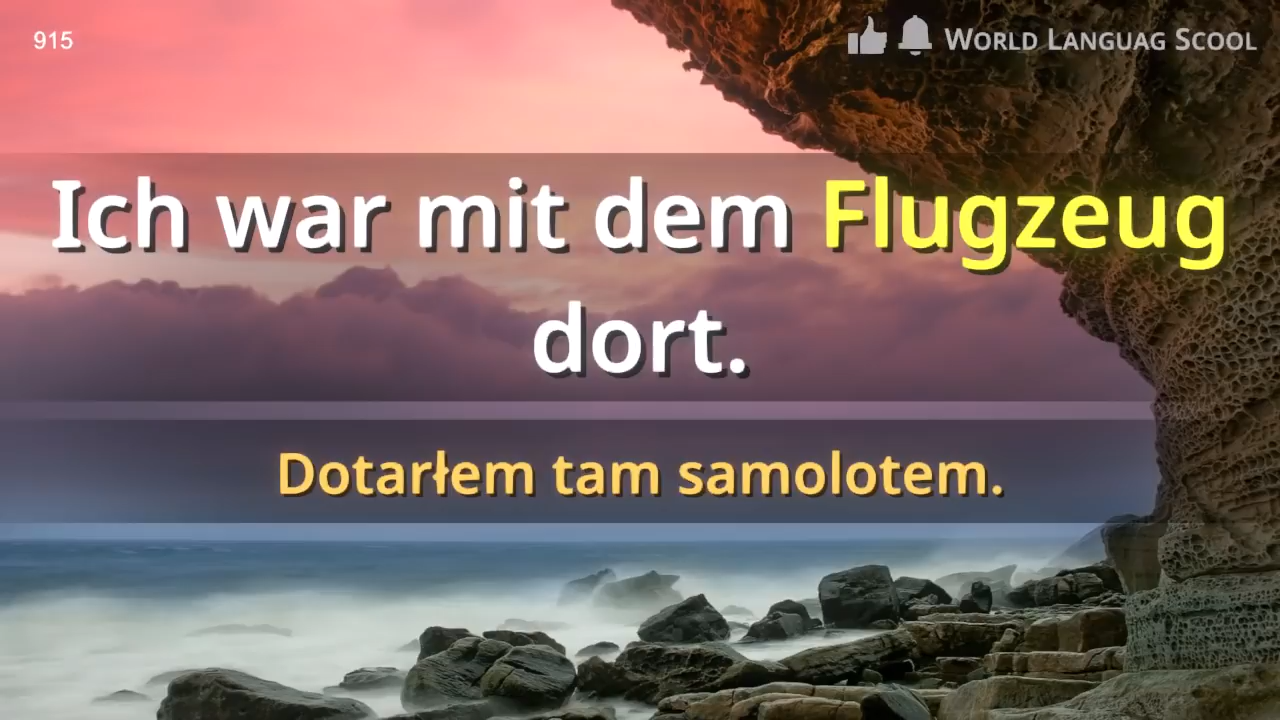 915
World Languag Scool
Ich war mit dem Flugzeug
dort.
Dotarłem tam samolotem.